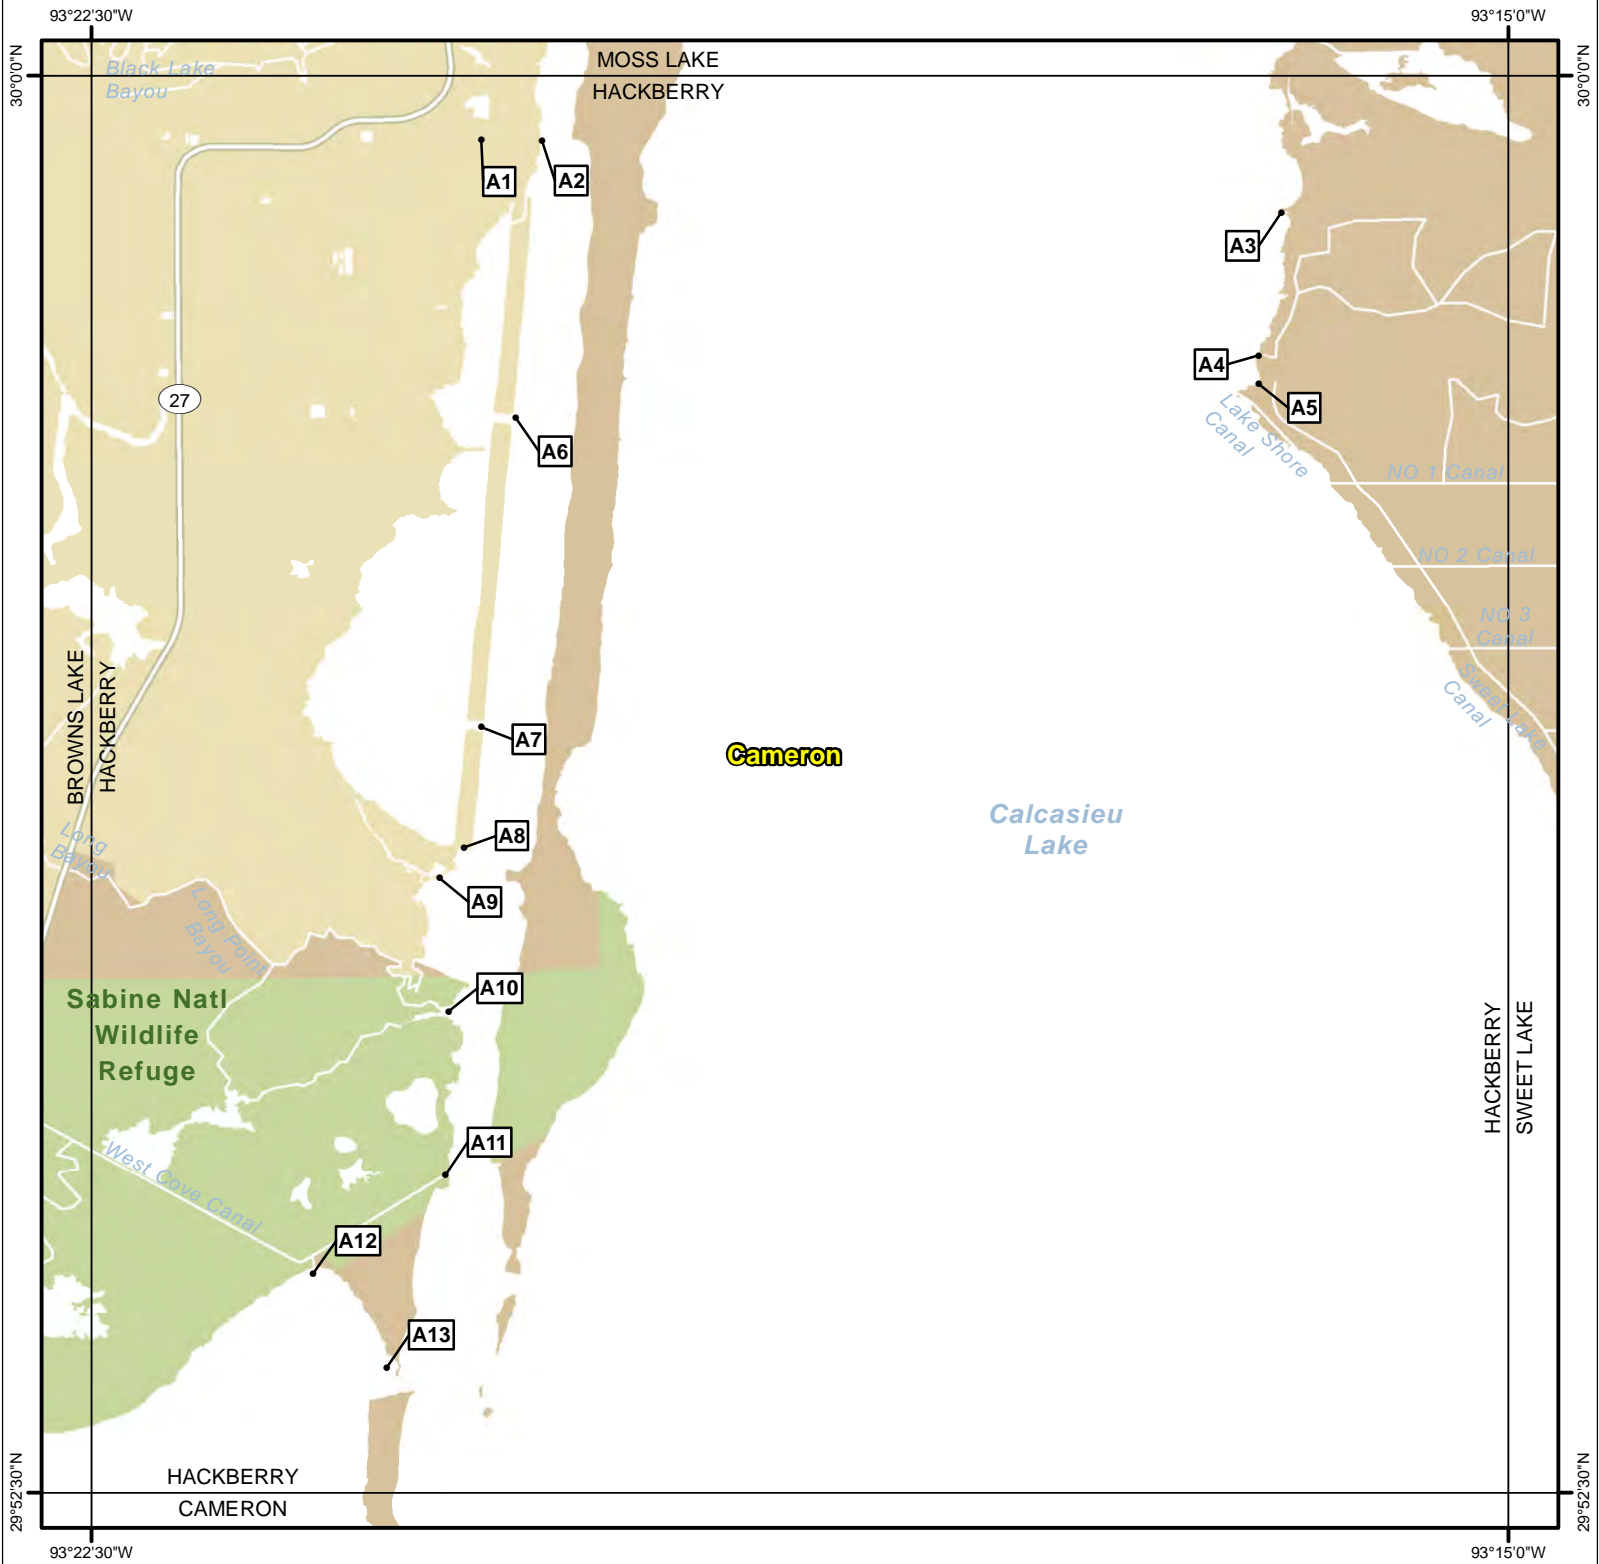 93°22'30"W
93°15'0"W
30°0'0"N
30°0'0"N
MOSS LAKE
HACKBERRY
Black Lake
Bayou
A1
A2
A3
A4
A5
27
A6
Lake Shore
Canal
NO 1 Canal
NO 2 Canal
NO 3
Canal
Sweet Lake
Canal
BROWNS LAKE
HACKBERRY
A7
Cameron
Calcasieu
Lake
A8
Long
Bayou
A9
Long Point
Bayou
A10
Sabine Natl
Wildlife
Refuge
HACKBERRY
SWEET LAKE
A11
West Cove Canal
A12
A13
HACKBERRY
CAMERON
29°52'30"N
29°52'30"N
93°22'30"W
93°15'0"W